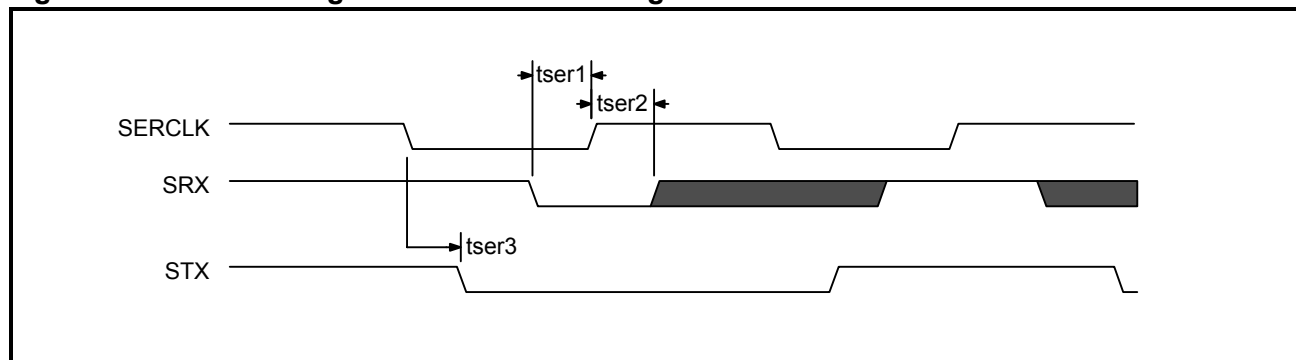 tser1
tser2
SERCLK
SRX
tser3
STX